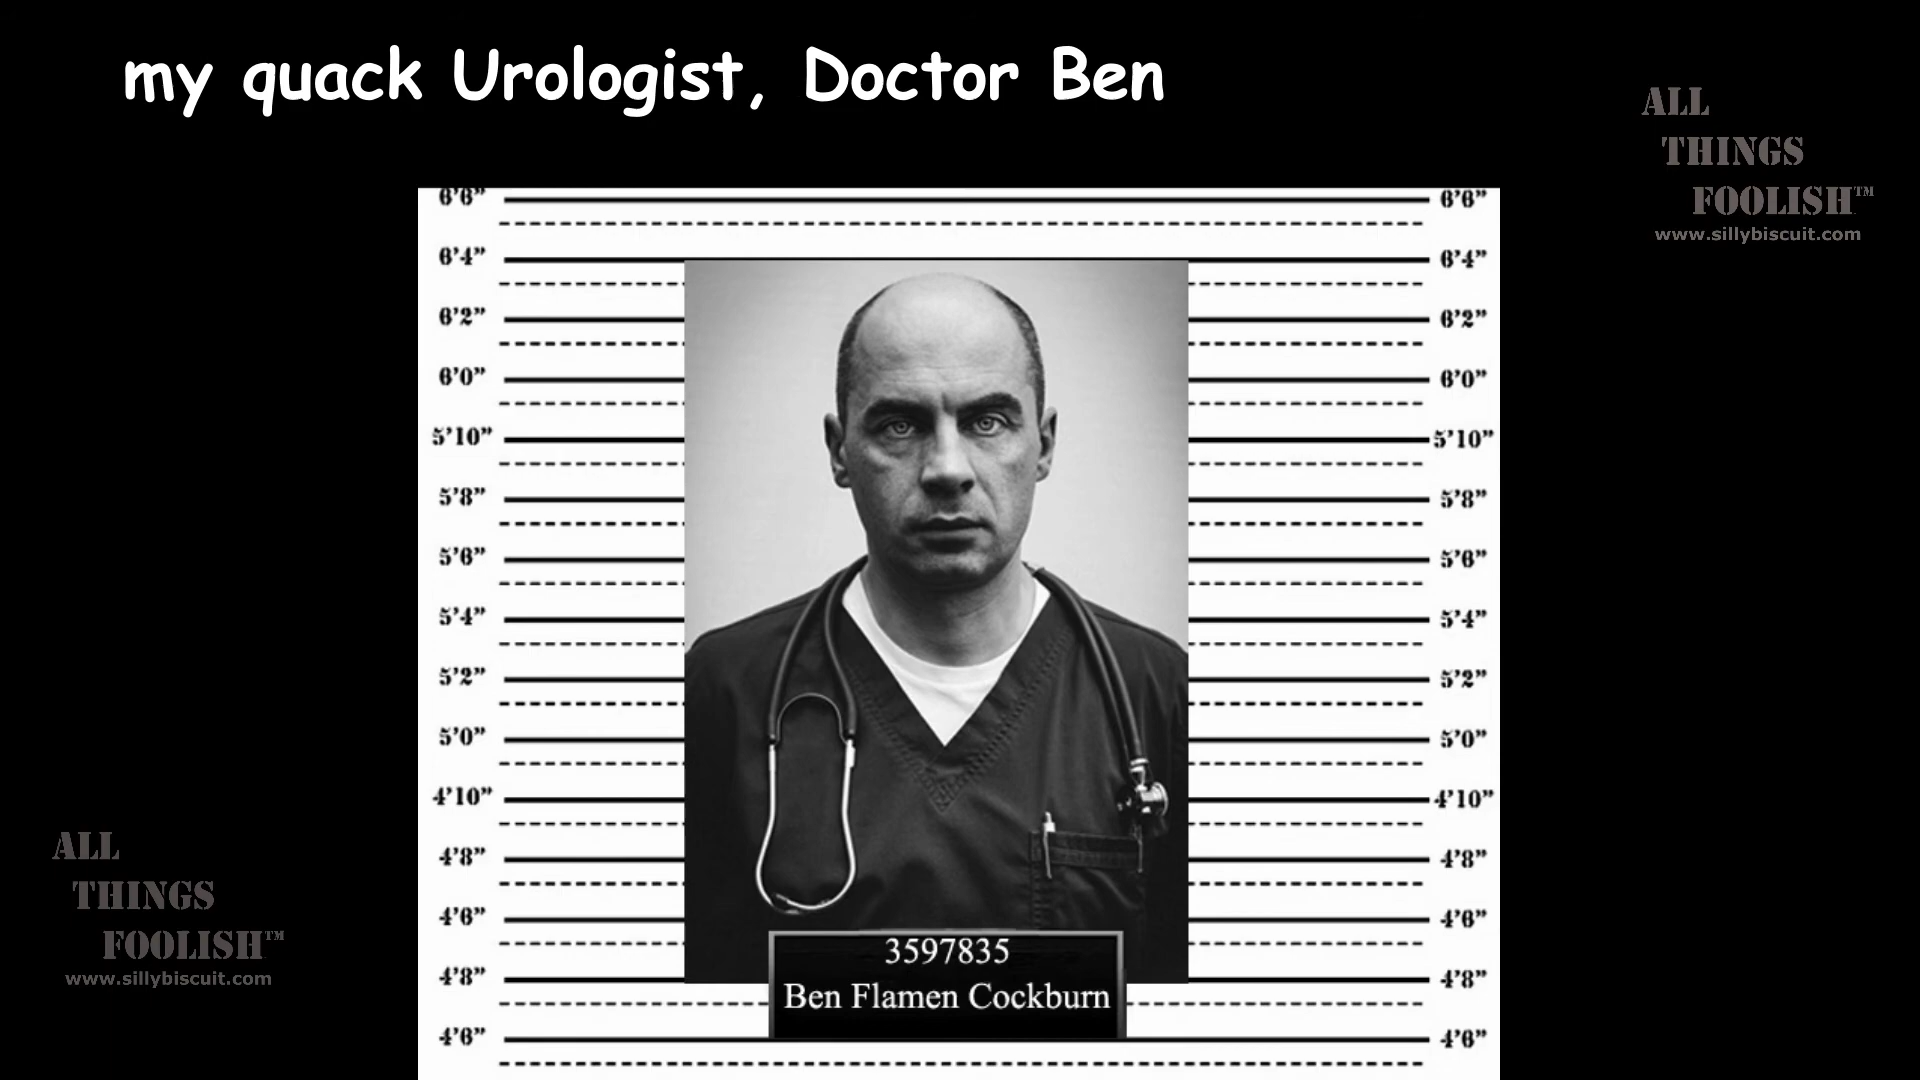 my quack Urologist, Doctor Ben
ALL
THINGS
FOOLISH™
www.sillybiscuit.com
6'6" 6'6"
6'4" 6'4"
6'2" 6'2"
6'0" 6'0"
5'10" 5'10"
5'8" 5'8"
5'6" 5'6"
5'4" 5'4"
5'2" 5'2"
5'0" 5'0"
4'10" 4'10"
4'8" 4'8"
4'6" 4'6"
4'8" 4'8"
4'6" 4'6"
3597835
Ben Flamen Cockburn
ALL
THINGS
FOOLISH™
www.sillybiscuit.com